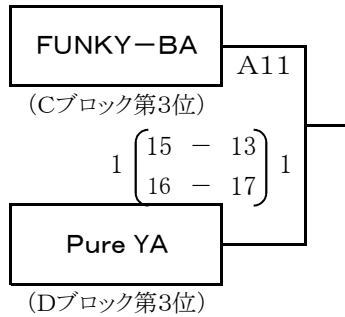 FUNKY－BA
A11
(Cブロック第3位)
15 － 13
1 1
16 － 17
Pure YA
(Dブロック第3位)